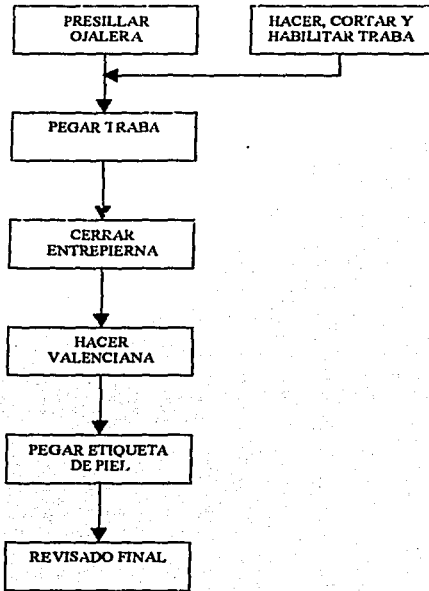 PRESILLAR
OJALERA
HACER, CORTAR Y
HABILITAR TRABA
PEGAR TRABA
CERRAR
ENTREPIERNA
HACER
VALENCIANA
PEGAR ETIQUETA
DE PIEL
REVISADO FINAL